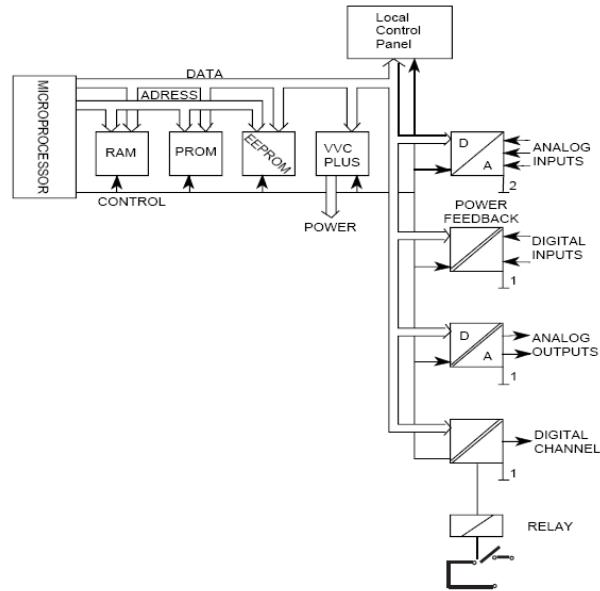 Local
Control
Panel
DATA
ADRESS
MICROPROCESSOR
RAM
PROM
EEPROM
VVC
PLUS
CONTROL
POWER
D
A
ANALOG
INPUTS
2
POWER
FEEDBACK
DIGITAL
INPUTS
1
D
A
ANALOG
OUTPUTS
1
DIGITAL
CHANNEL
1
RELAY